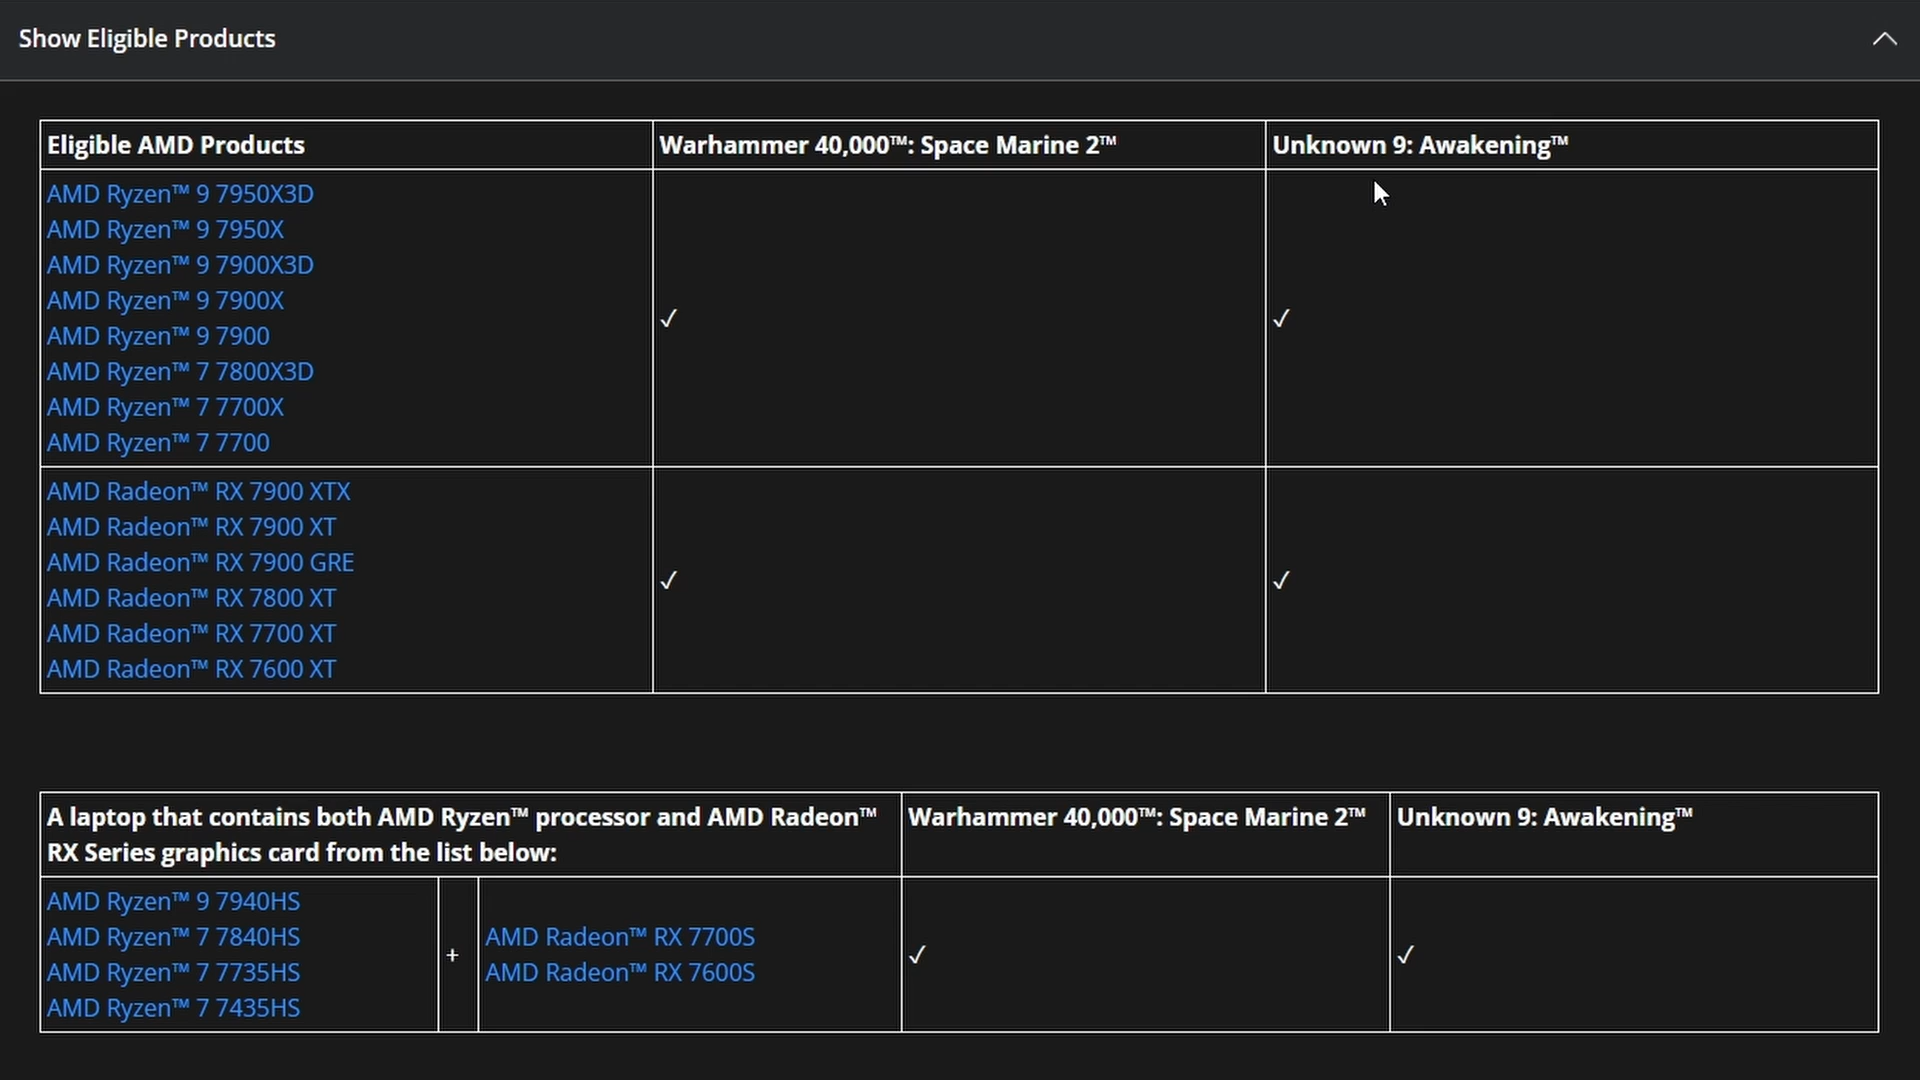 Show Eligible Products
Eligible AMD Products
Warhammer 40,000™: Space Marine 2™
Unknown 9: Awakening™
AMD Ryzen™ 9 7950X3D
AMD Ryzen™ 9 7950X
AMD Ryzen™ 9 7900X3D
AMD Ryzen™ 9 7900X
AMD Ryzen™ 9 7900
AMD Ryzen™ 7 7800X3D
AMD Ryzen™ 7 7700X
AMD Ryzen™ 7 7700
✓
✓
AMD Radeon™ RX 7900 XTX
AMD Radeon™ RX 7900 XT
AMD Radeon™ RX 7900 GRE
AMD Radeon™ RX 7800 XT
AMD Radeon™ RX 7700 XT
AMD Radeon™ RX 7600 XT
✓
✓
A laptop that contains both AMD Ryzen™ processor and AMD Radeon™
RX Series graphics card from the list below:
Warhammer 40,000™: Space Marine 2™
Unknown 9: Awakening™
AMD Ryzen™ 9 7940HS
AMD Ryzen™ 7 7840HS
AMD Ryzen™ 7 7735HS
AMD Ryzen™ 7 7435HS
+
AMD Radeon™ RX 7700S
AMD Radeon™ RX 7600S
✓
✓